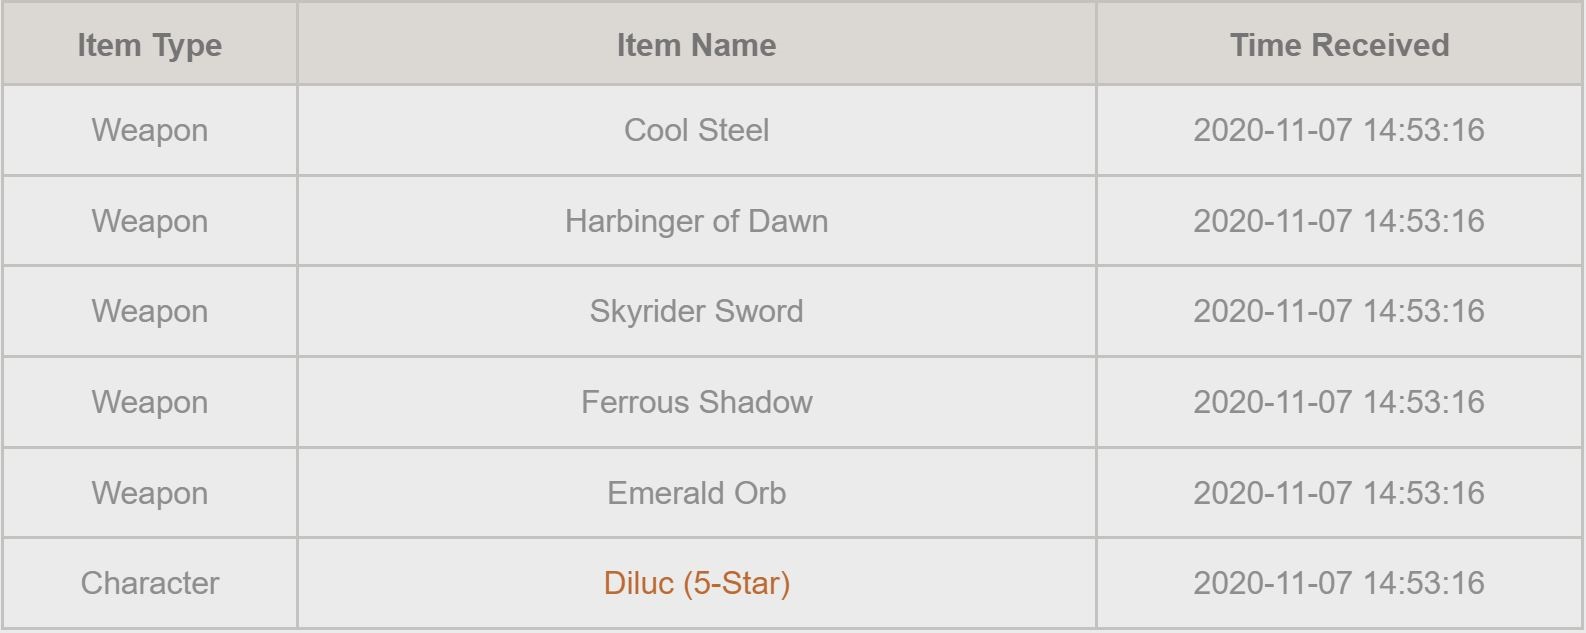 Item Type Item Name Time Received
Weapon Cool Steel 2020-11-07 14:53:16
Weapon Harbinger of Dawn 2020-11-07 14:53:16
Weapon Skyrider Sword 2020-11-07 14:53:16
Weapon Ferrous Shadow 2020-11-07 14:53:16
Weapon Emerald Orb 2020-11-07 14:53:16
Character Diluc (5-Star) 2020-11-07 14:53:16